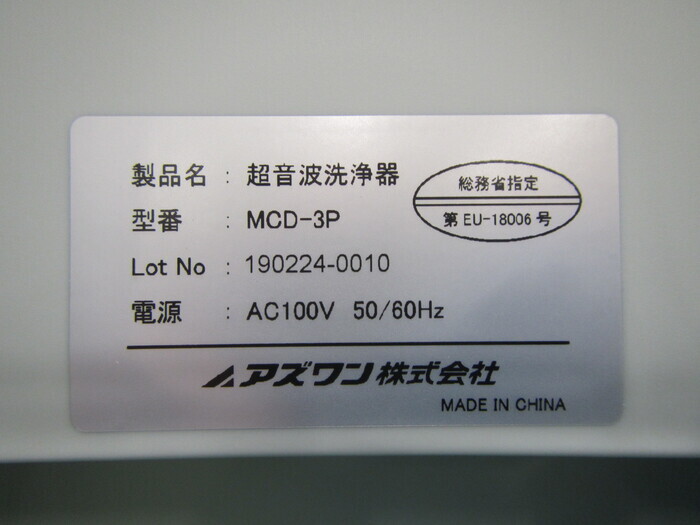 製品名 : 超音波洗浄器
総務省指定
第 EU-18006 号
型番 : MCD-3P
Lot No : 190224-0010
電源 : AC100V 50/60Hz
アズワン株式会社
MADE IN CHINA